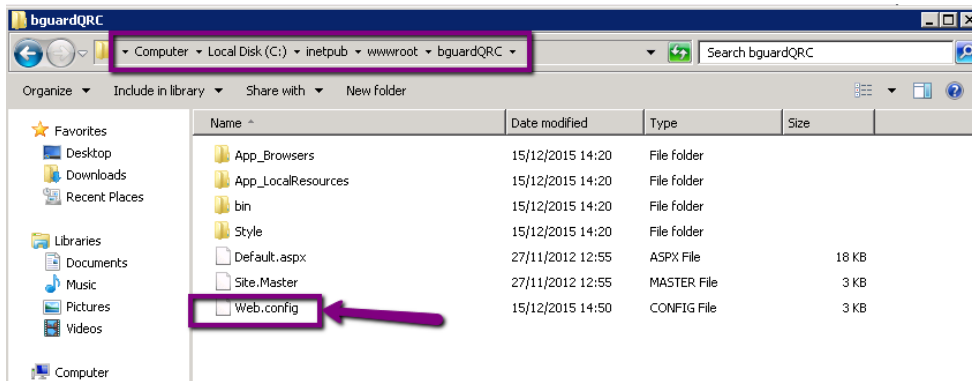 bguardQRC
Computer Local Disk (C:) inetpub wwwroot bguardQRC
Search bguardQRC
Organize Include in library Share with New folder
Name Date modified Type Size
Favorites
Desktop
Downloads
Recent Places
Libraries
Documents
Music
Pictures
Videos
Computer
App_Browsers 15/12/2015 14:20 File folder
App_LocalResources 15/12/2015 14:20 File folder
bin 15/12/2015 14:20 File folder
Style 15/12/2015 14:20 File folder
Default.aspx 27/11/2012 12:55 ASPX File 18 KB
Site.Master 27/11/2012 12:55 MASTER File 3 KB
Web.config 15/12/2015 14:50 CONFIG File 3 KB